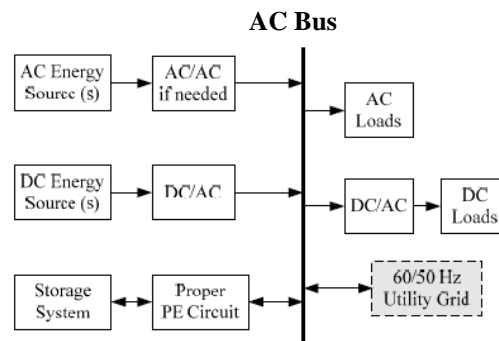 AC Bus
AC Energy
Source (s)
AC/AC
if needed
AC
Loads
DC Energy
Source (s)
DC/AC
DC/AC
DC
Loads
Storage
System
Proper
PE Circuit
60/50 Hz
Utility Grid